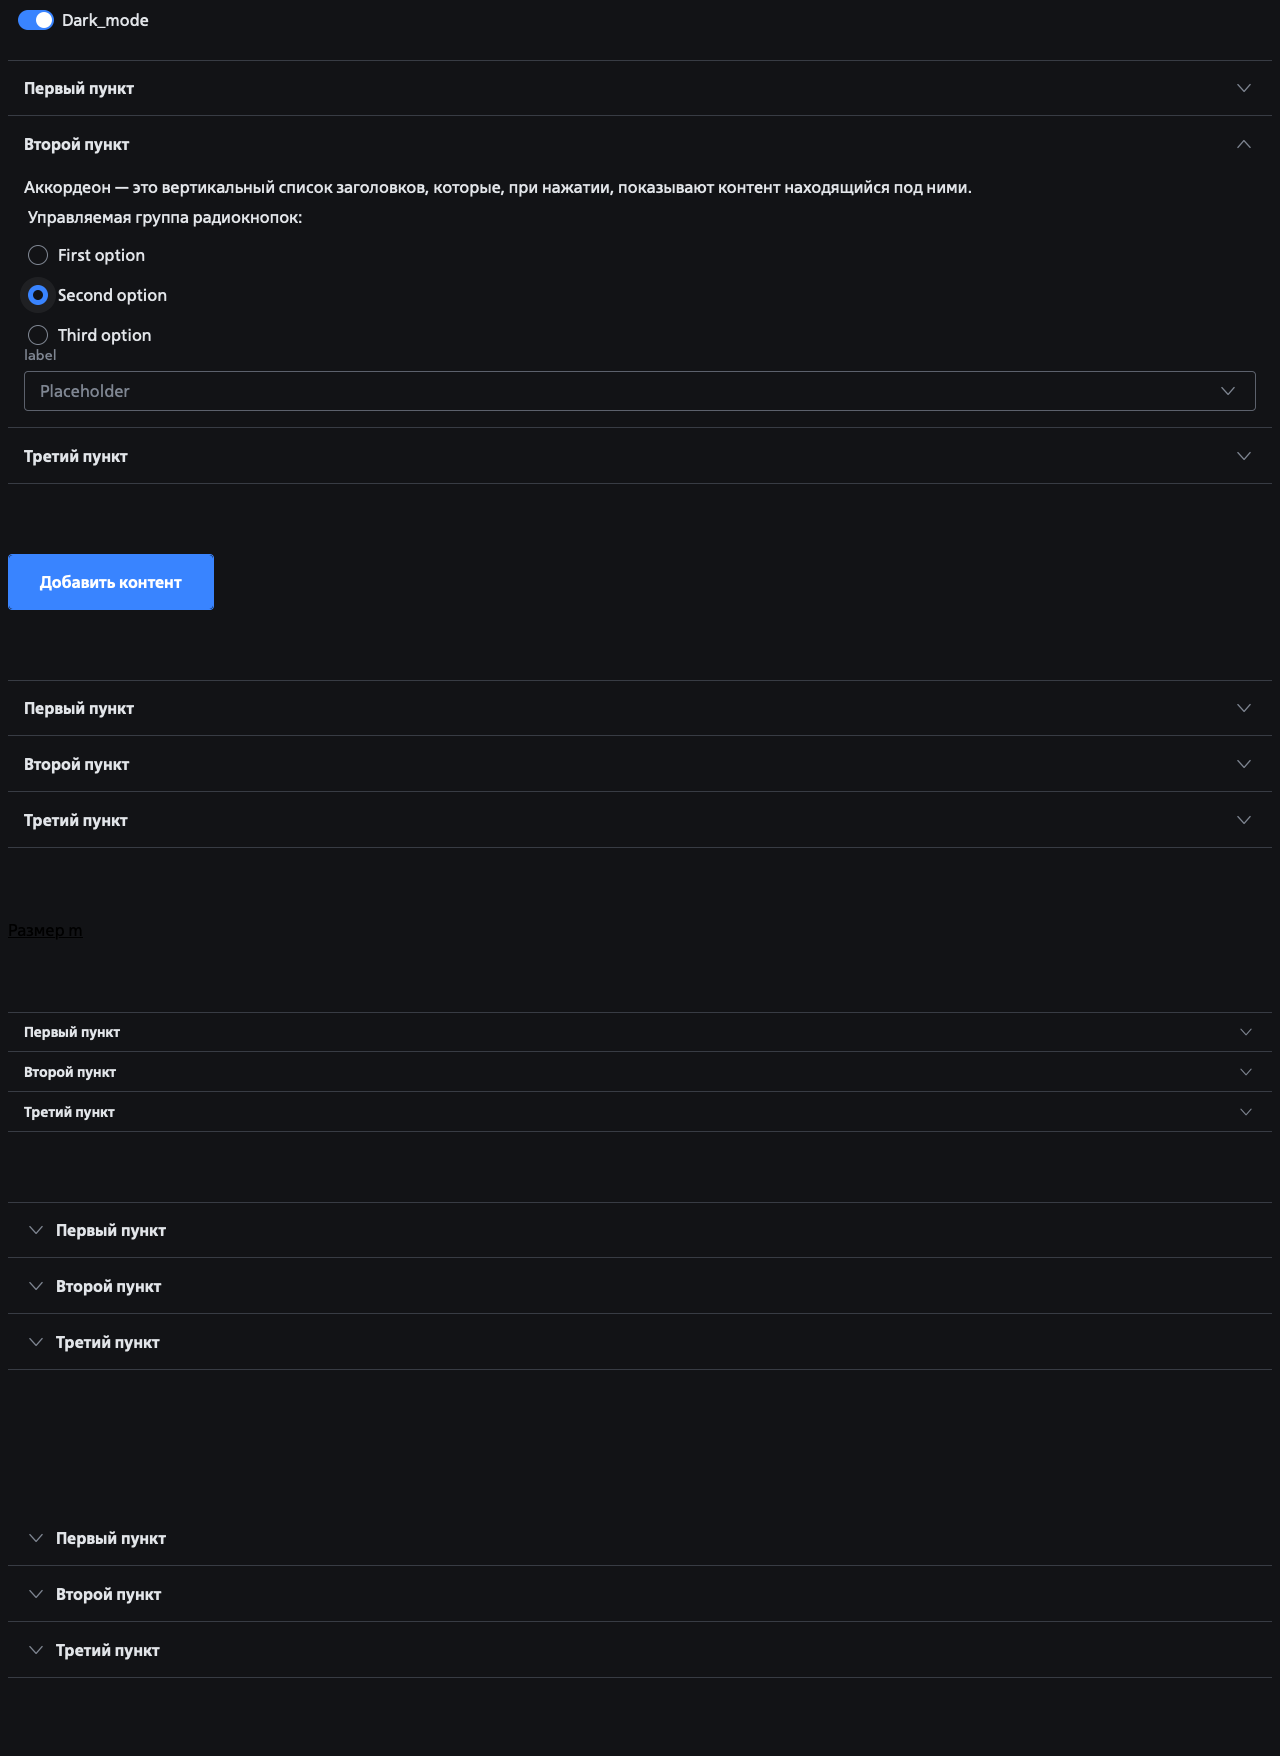 Dark_mode
Первый пункт
Второй пункт
Аккордеон — это вертикальный список заголовков, которые, при нажатии, показывают контент находящийся под ними.
Управляемая группа радиокнопок:
First option
Second option
Third option
label
Placeholder
Третий пункт
Добавить контент
Первый пункт
Второй пункт
Третий пункт
Размер m
Первый пункт
Второй пункт
Третий пункт
Первый пункт
Второй пункт
Третий пункт
Первый пункт
Второй пункт
Третий пункт